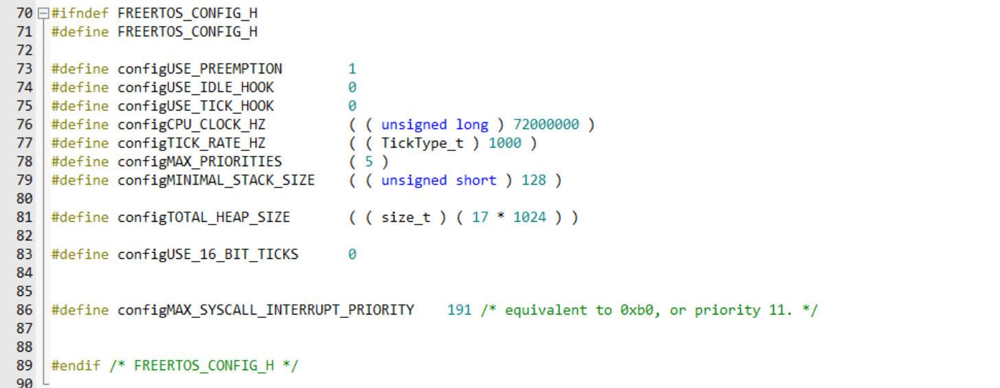 70 #ifndef FREERTOS_CONFIG_H
71 #define FREERTOS_CONFIG_H
72
73 #define configUSE_PREEMPTION 1
74 #define configUSE_IDLE_HOOK 0
75 #define configUSE_TICK_HOOK 0
76 #define configCPU_CLOCK_HZ ( ( unsigned long ) 72000000 )
77 #define configTICK_RATE_HZ ( ( TickType_t ) 1000 )
78 #define configMAX_PRIORITIES ( 5 )
79 #define configMINIMAL_STACK_SIZE ( ( unsigned short ) 128 )
80
81 #define configTOTAL_HEAP_SIZE ( ( size_t ) ( 17 * 1024 ) )
82
83 #define configUSE_16_BIT_TICKS 0
84
85
86 #define configMAX_SYSCALL_INTERRUPT_PRIORITY 191 /* equivalent to 0xb0, or priority 11. */
87
88
89 #endif /* FREERTOS_CONFIG_H */
90